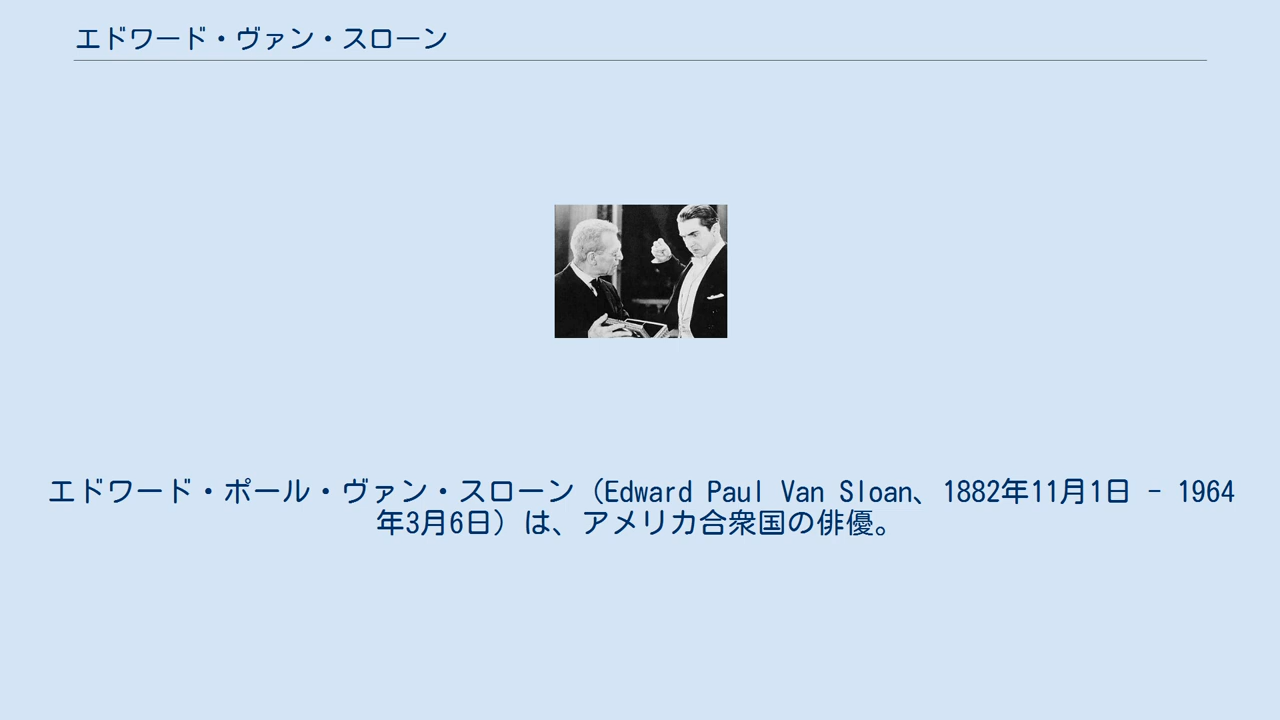 エドワード・ヴァン・スローン
エドワード・ポール・ヴァン・スローン（Edward Paul Van Sloan、1882年11月1日 - 1964
年3月6日）は、アメリカ合衆国の俳優。